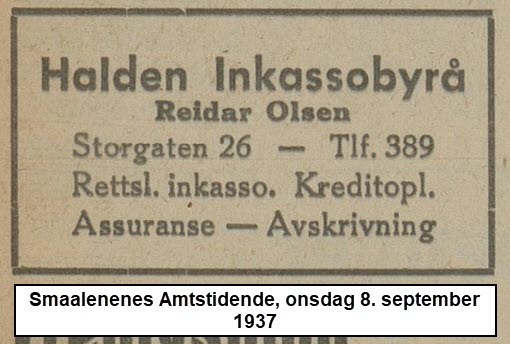 Halden Inkassobyrå
Reidar Olsen
Storgaten 26 — Tlf. 389
Rettsl. inkasso. Kreditopl.
Assuranse — Avskrivning
Smaalenenes Amtstidende, onsdag 8. september
1937